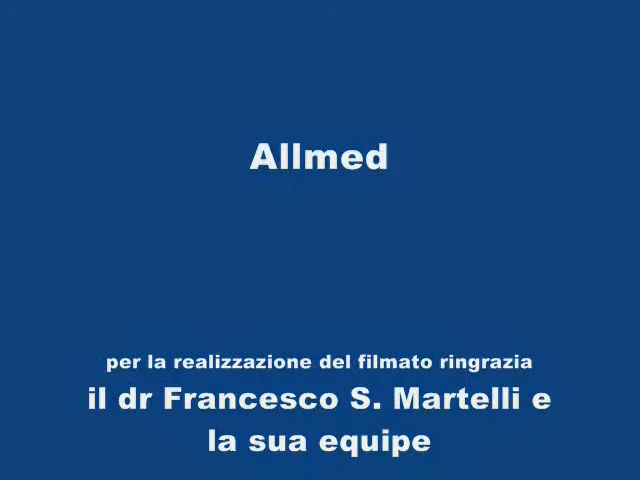 Allmed
per la realizzazione del filmato ringrazia
il dr Francesco S. Martelli e
la sua equipe